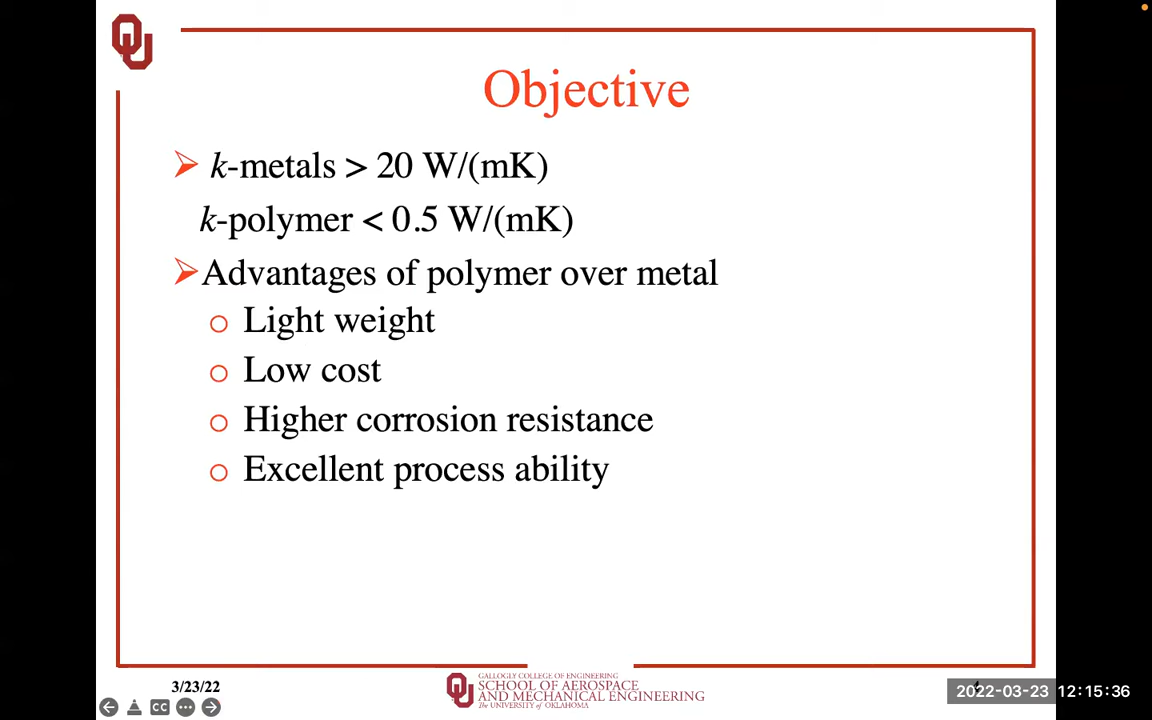 OU
Objective
➢ k-metals > 20 W/(mK)
k-polymer < 0.5 W/(mK)
➢Advantages of polymer over metal
o Light weight
o Low cost
o Higher corrosion resistance
o Excellent process ability
3/23/22
GALLOGLY COLLEGE OF ENGINEERING
SCHOOL OF AEROSPACE
AND MECHANICAL ENGINEERING
The UNIVERSITY of OKLAHOMA
2022-03-23 12:15:36
CC